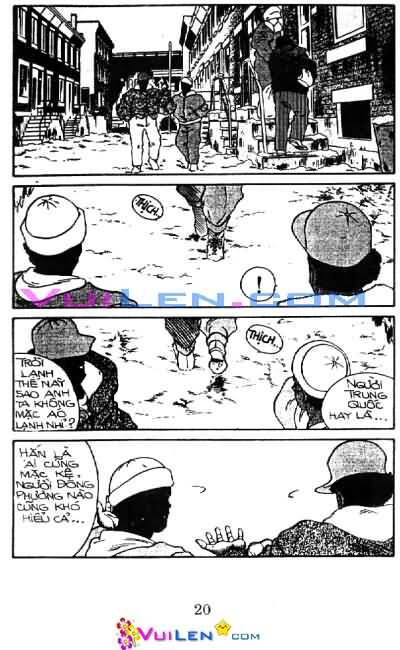 THỊCH...
!
VUILEN.COM
THỊCH...
TRỜI
LẠNH
THẾ NÀY
SAO ANH
TA KHÔNG
MẶC ÁO
LẠNH NHỈ?
NGƯỜI
TRUNG
QUỐC
HAY LÀ...
HẮN LÀ
AI CŨNG
MẶC KỆ,
NGƯỜI ĐÔNG
PHƯƠNG NÀO
CŨNG KHÓ
HIỂU CẢ...
20
VUILEN.COM